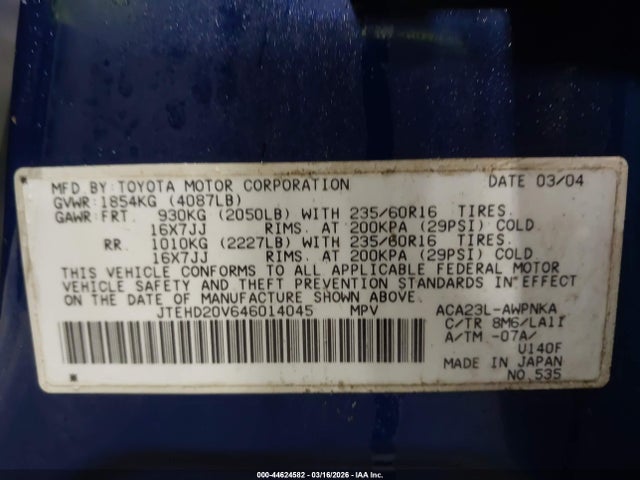 MFD BY:TOYOTA MOTOR CORPORATION DATE 03/04
GVWR:1854KG (4087LB)
GAWR:FRT. 930KG (2050LB) WITH 235/60R16 TIRES.
16X7JJ RIMS. AT 200KPA (29PSI) COLD
RR. 1010KG (2227LB) WITH 235/60R16 TIRES.
16X7JJ RIMS. AT 200KPA (29PSI) COLD
THIS VEHICLE CONFORMS TO ALL APPLICABLE FEDERAL MOTOR
VEHICLE SAFETY AND THEFT PREVENTION STANDARDS IN EFFECT
ON THE DATE OF MANUFACTURE SHOWN ABOVE.
JTEHD20V646014045 MPV ACA23L-AWPNKA
C/TR 8M6/LA11
A/TM -07A/
U140F
MADE IN JAPAN
NO.535
000-44624582 - 03/16/2026 - IAA Inc.